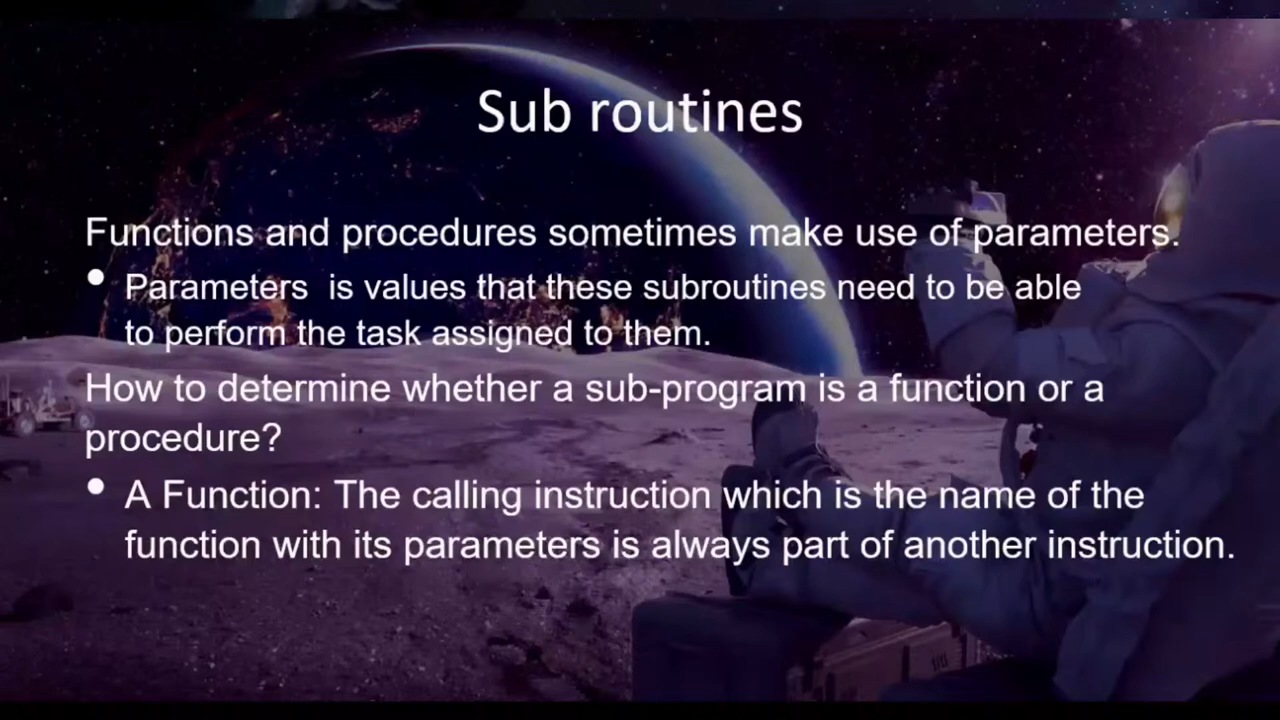 Sub routines
Functions and procedures sometimes make use of parameters.
• Parameters  is values that these subroutines need to be able
to perform the task assigned to them.
How to determine whether a sub-program is a function or a
procedure?
• A Function: The calling instruction which is the name of the
function with its parameters is always part of another instruction.